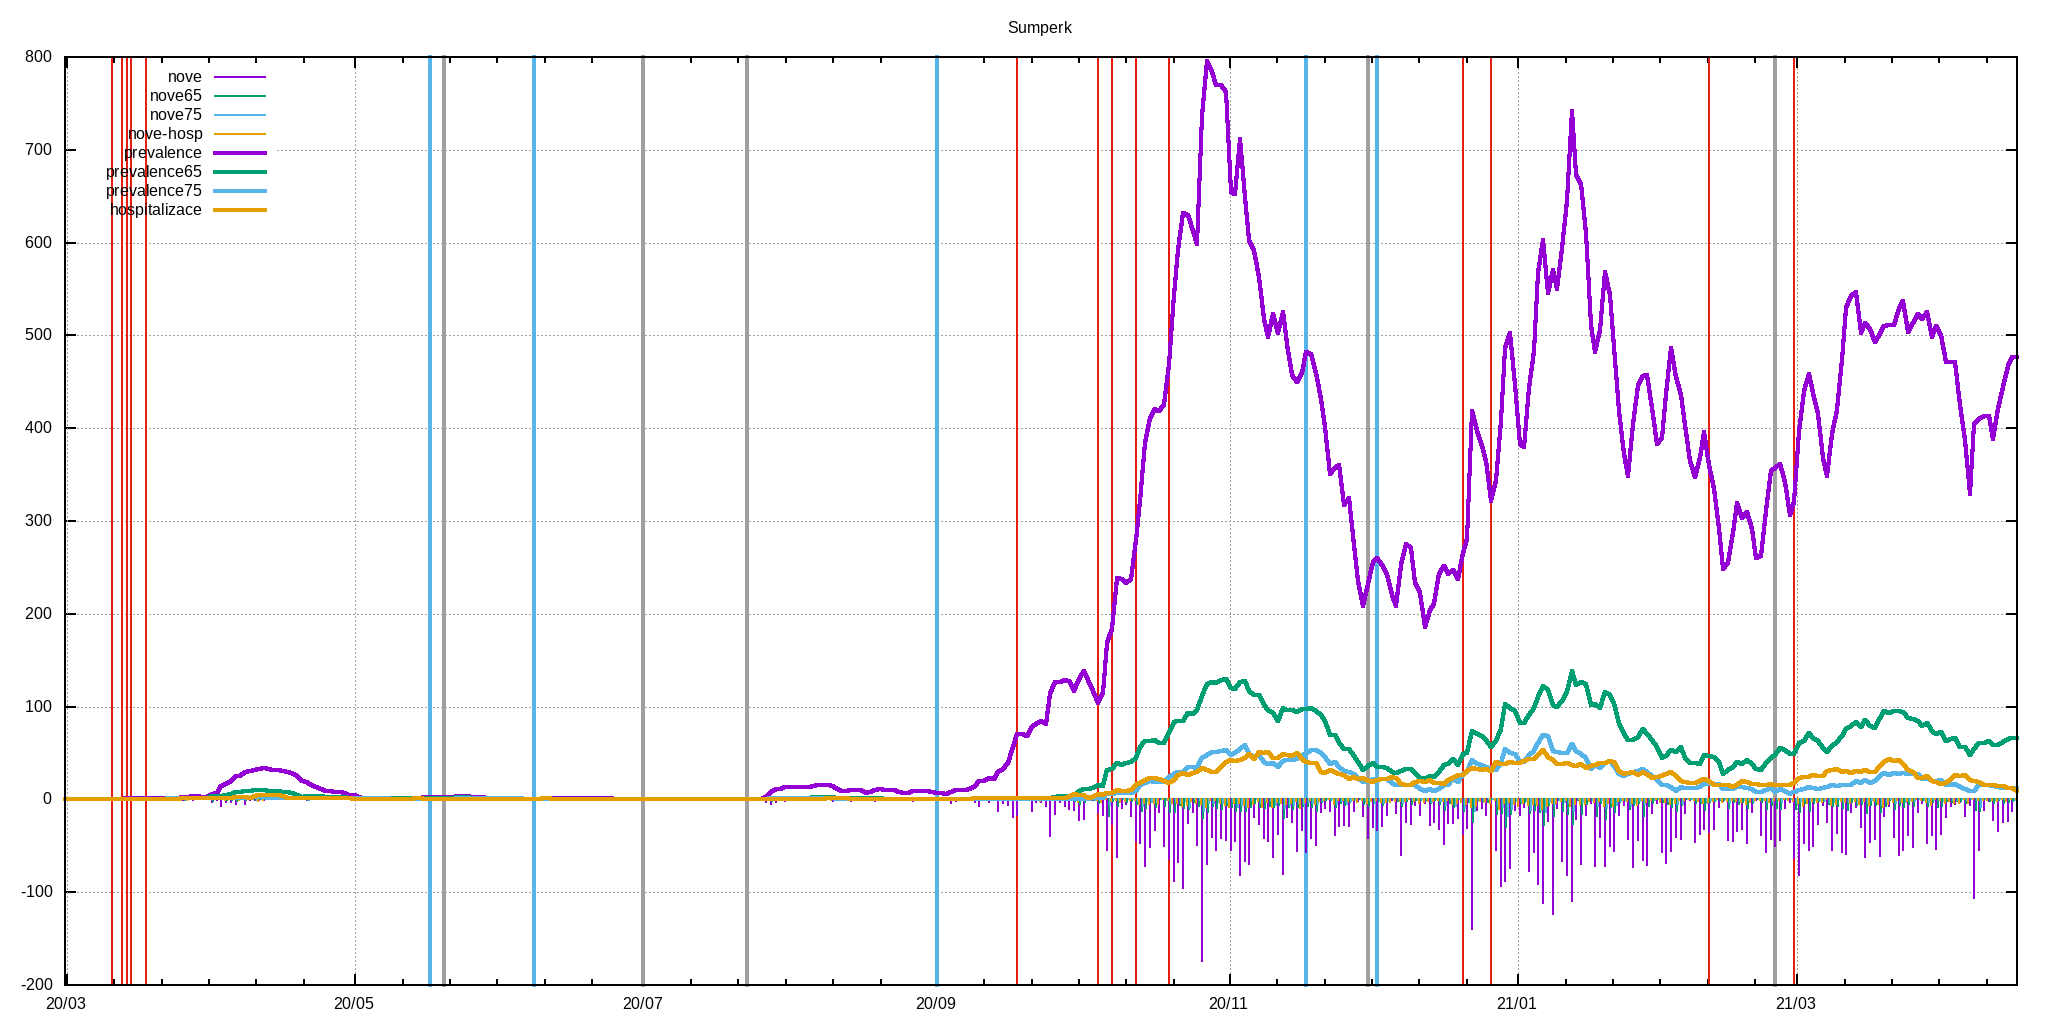 Sumperk
800
700
600
500
400
300
200
100
0
-100
-200
nove
nove65
nove75
nove-hosp
prevalence
prevalence65
prevalence75
hospitalizace
20/03 20/05 20/07 20/09 20/11 21/01 21/03